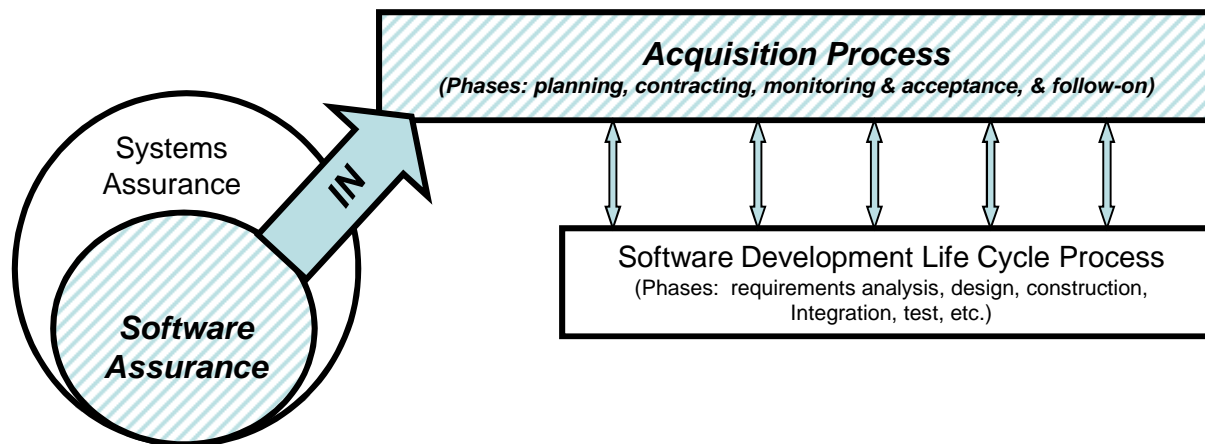 Acquisition Process
(Phases: planning, contracting, monitoring & acceptance, & follow-on)
Systems
Assurance
IN
Software
Assurance
Software Development Life Cycle Process
(Phases:  requirements analysis, design, construction,
Integration, test, etc.)